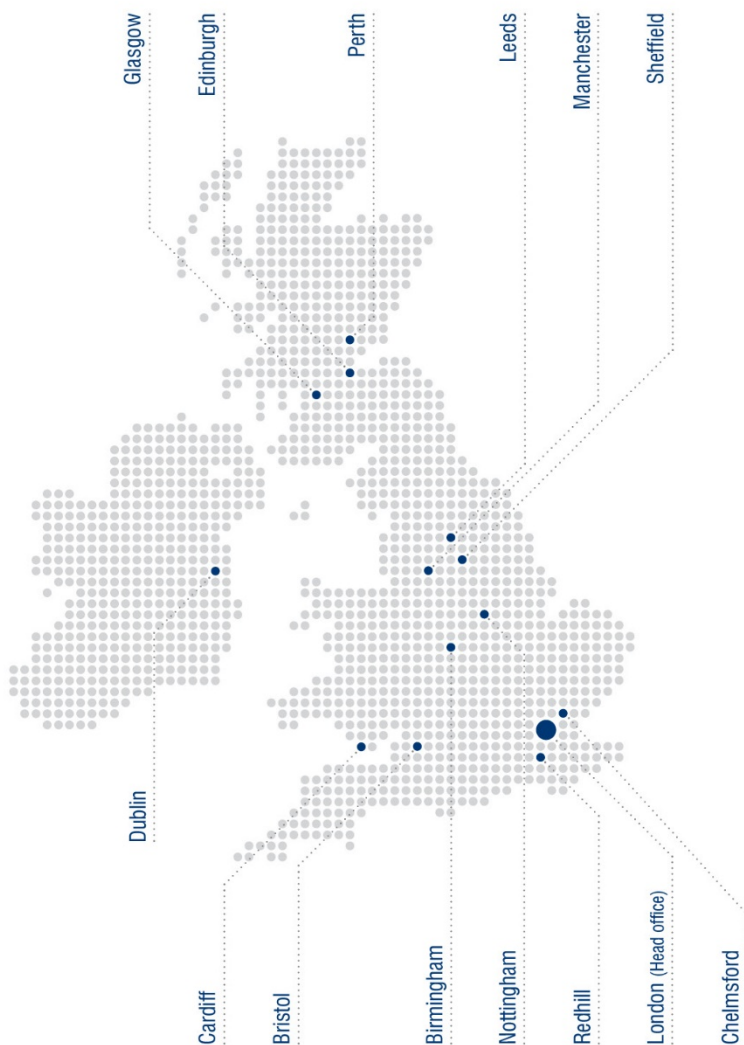 Glasgow
Edinburgh
Perth
Leeds
Manchester
Sheffield
Dublin
Cardiff
Bristol
Birmingham
Nottingham
Redhill
London (Head office)
Chelmsford